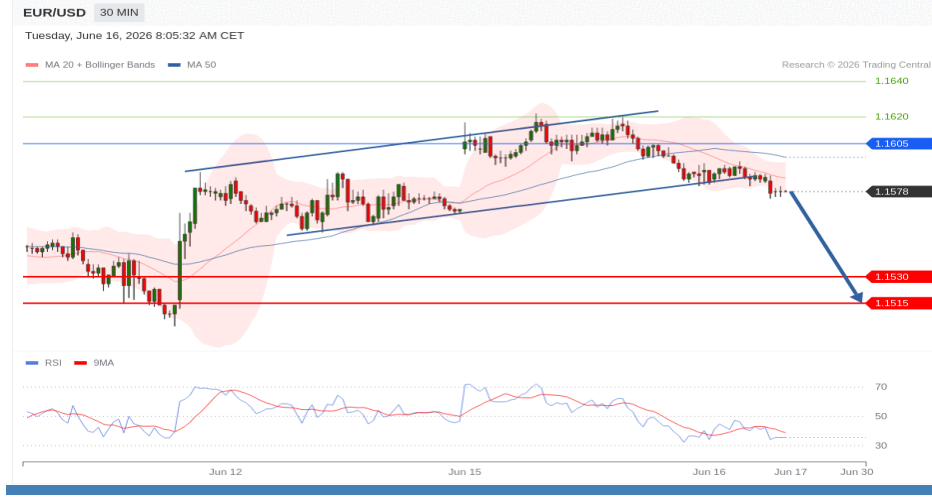 EUR/USD 30 MIN
Tuesday, June 16, 2026 8:05:32 AM CET
MA 20 + Bollinger Bands MA 50 Research © 2026 Trading Central
1.1640
1.1620
1.1605
1.1578
1.1530
1.1515
RSI 9MA
70
50
30
Jun 12 Jun 15 Jun 16 Jun 17 Jun 30